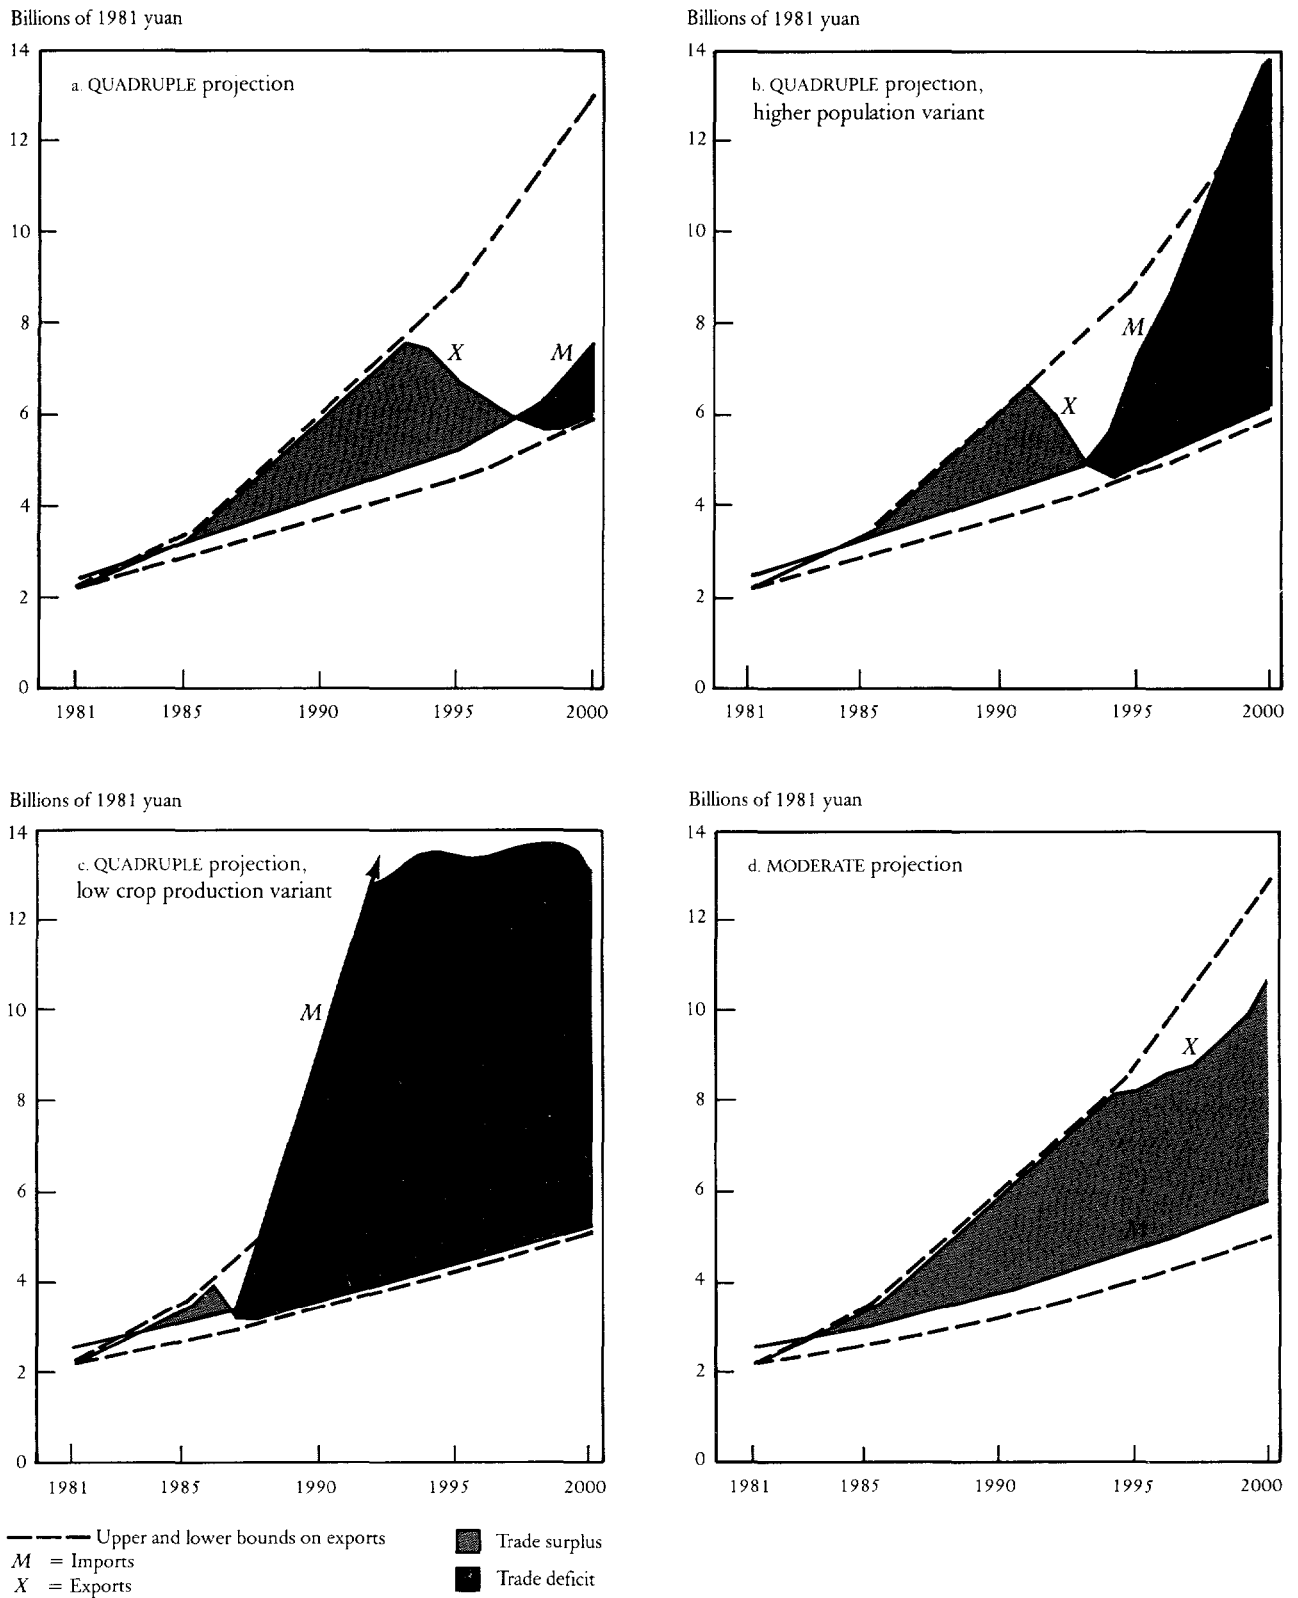 Billions of 1981 yuan
14
12
10
8
6
4
2
0
a. QUADRUPLE projection
X
M
1981 1985 1990 1995 2000
Billions of 1981 yuan
14
12
10
8
6
4
2
0
b. QUADRUPLE projection,
higher population variant
M
X
1981 1985 1990 1995 2000
Billions of 1981 yuan
14
12
10
8
6
4
2
0
c. QUADRUPLE projection,
low crop production variant
M
1981 1985 1990 1995 2000
Billions of 1981 yuan
14
12
10
8
6
4
2
0
d. MODERATE projection
X
M
1981 1985 1990 1995 2000
Upper and lower bounds on exports
M = Imports
X = Exports
Trade surplus
Trade deficit